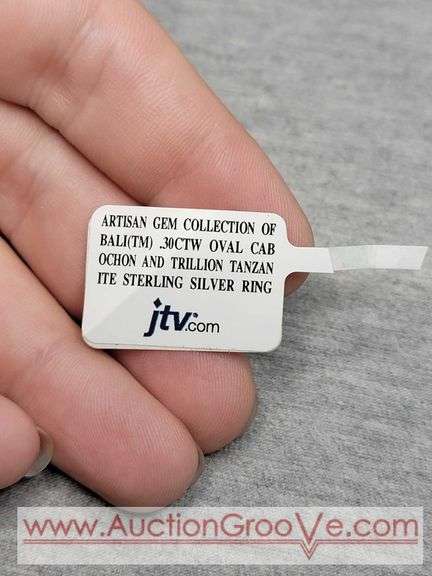 ARTISAN GEM COLLECTION OF
BALI(TM) .30CTW OVAL CAB
OCHON AND TRILLION TANZAN
ITE STERLING SILVER RING
jtv.com
www.AuctionGrooVe.com